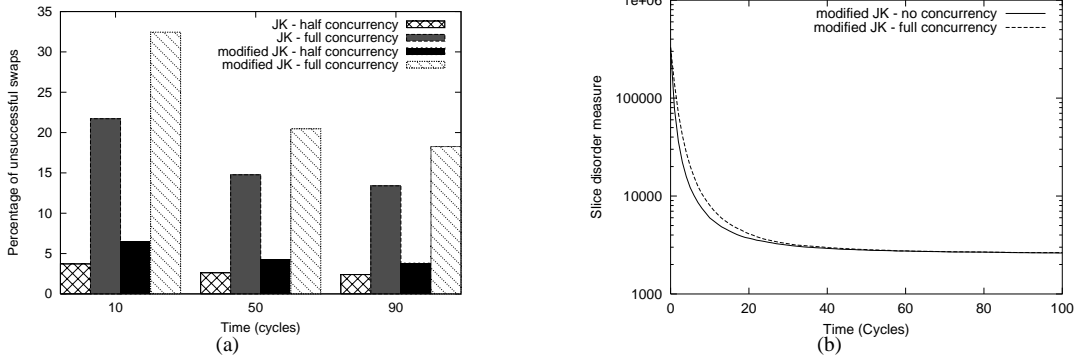 35
30
25
20
15
10
5
0
Percentage of unsuccessful swaps
JK - half concurrency
JK - full concurrency
modified JK - half concurrency
modified JK - full concurrency
10
50
90
Time (cycles)
(a)
1e+06
100000
10000
1000
Slice disorder measure
modified JK - no concurrency
modified JK - full concurrency
0
20
40
60
80
100
Time (Cycles)
(b)